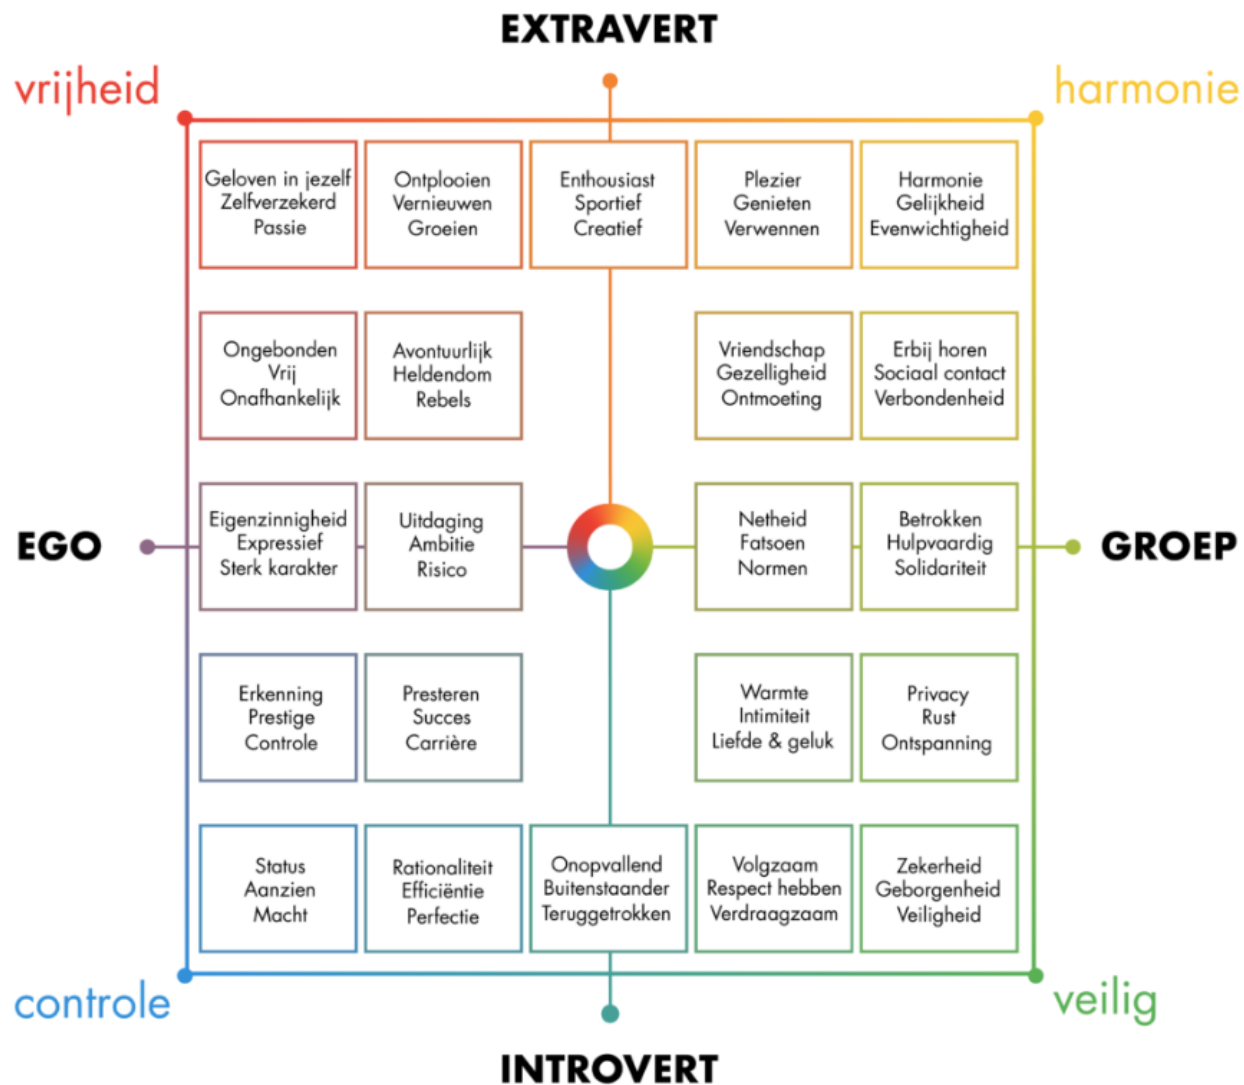 EXTRAVERT
vrijheid
harmonie
Geloven in jezelf
Zelfverzekerd
Passie
Ontplooien
Vernieuwen
Groeien
Enthousiast
Sportief
Creatief
Plezier
Genieten
Verwennen
Harmonie
Gelijkheid
Evenwichtigheid
Ongebonden
Vrij
Onafhankelijk
Avontuurlijk
Heldendom
Rebels
Vriendschap
Gezelligheid
Ontmoeting
Erbij horen
Sociaal contact
Verbondenheid
EGO
Eigenzinnigheid
Expressief
Sterk karakter
Uitdaging
Ambitie
Risico
Netheid
Fatsoen
Normen
Betrokken
Hulpvaardig
Solidariteit
GROEP
Erkenning
Prestige
Controle
Presteren
Succes
Carrière
Warmte
Intimiteit
Liefde & geluk
Privacy
Rust
Ontspanning
Status
Aanzien
Macht
Rationaliteit
Efficiëntie
Perfectie
Onopvallend
Buitenstaander
Teruggetrokken
Volgzaam
Respect hebben
Verdraagzaam
Zekerheid
Geborgenheid
Veiligheid
controle
veilig
INTROVERT